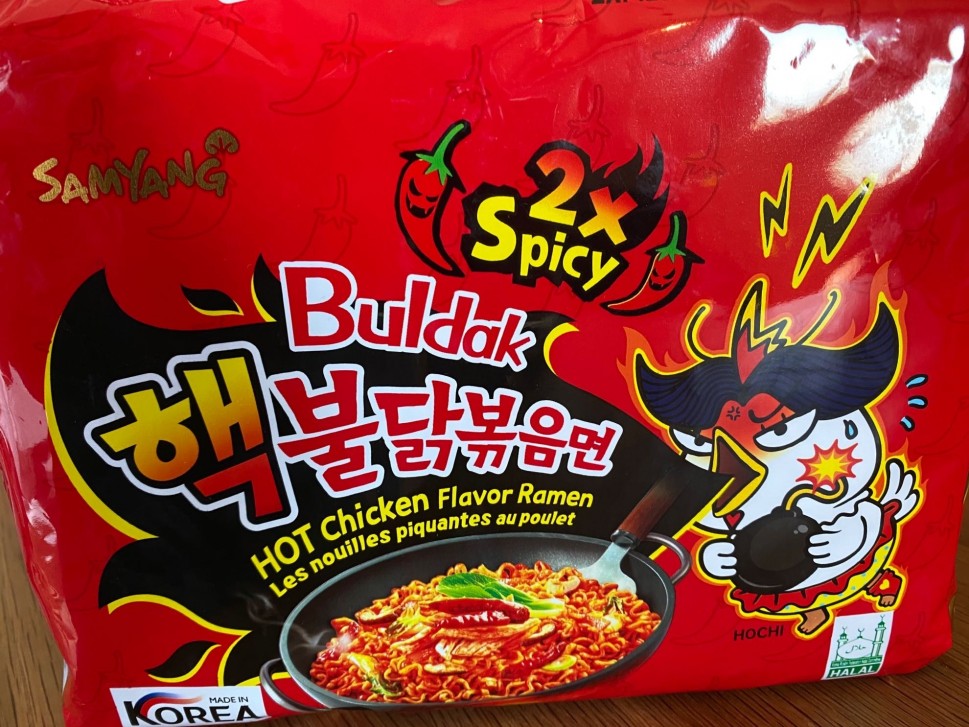 SAMYANG
2x
Spicy
Buldak
핵불닭볶음면
HOT Chicken Flavor Ramen
Les nouilles piquantes au poulet
HOCHI
HALAL
MADE IN
KOREA